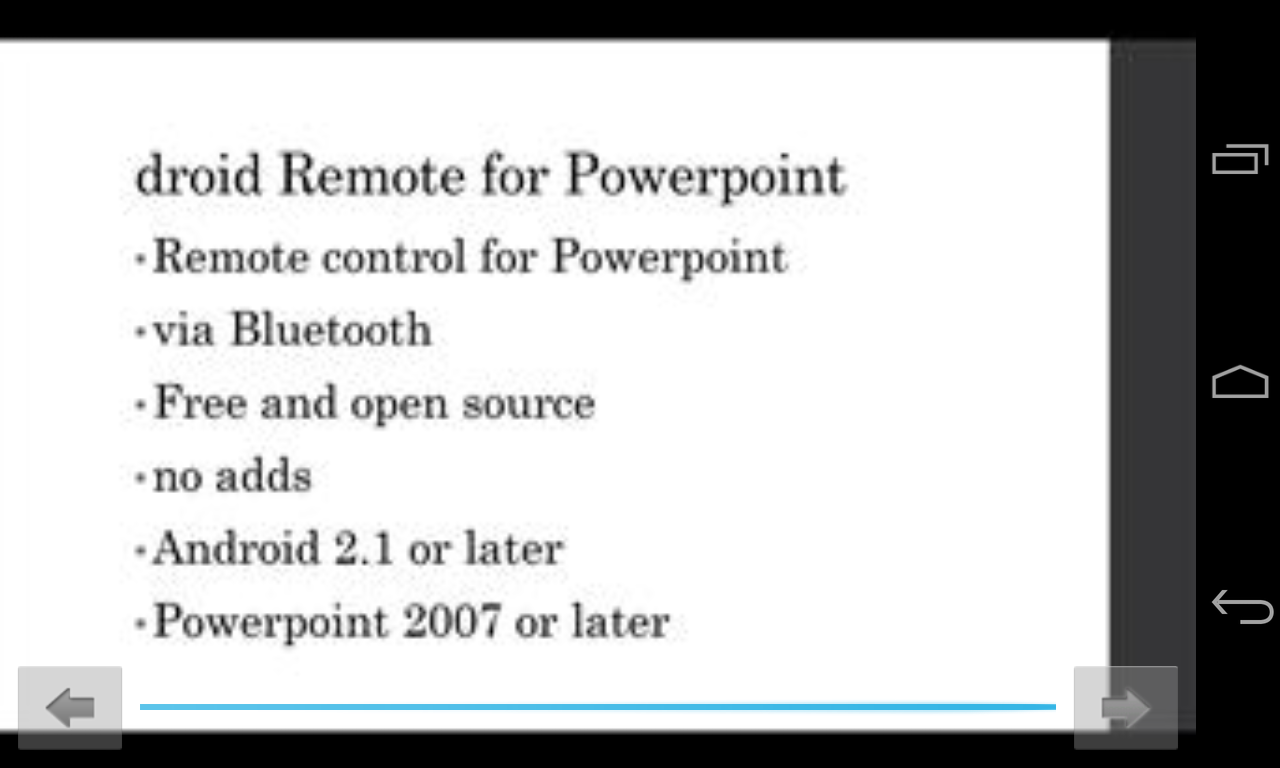 droid Remote for Powerpoint
•Remote control for Powerpoint
•via Bluetooth
•Free and open source
•no adds
•Android 2.1 or later
•Powerpoint 2007 or later